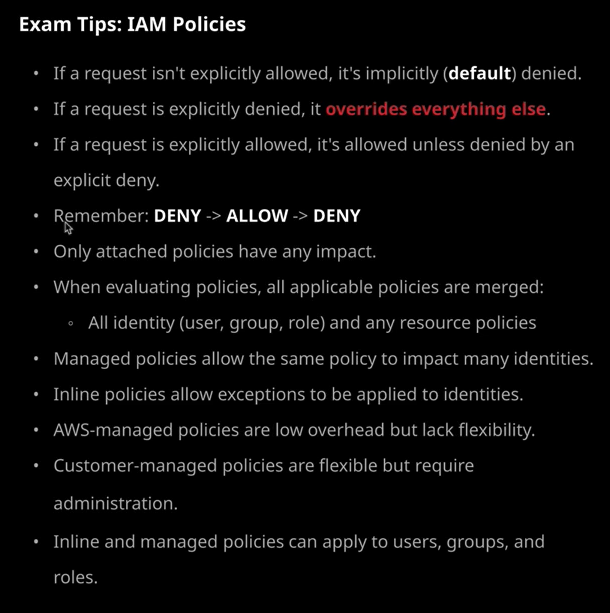 Exam Tips: IAM Policies
• If a request isn't explicitly allowed, it's implicitly (default) denied.
• If a request is explicitly denied, it overrides everything else.
• If a request is explicitly allowed, it's allowed unless denied by an
explicit deny.
• Remember: DENY -> ALLOW -> DENY
• Only attached policies have any impact.
• When evaluating policies, all applicable policies are merged:
◦ All identity (user, group, role) and any resource policies
• Managed policies allow the same policy to impact many identities.
• Inline policies allow exceptions to be applied to identities.
• AWS-managed policies are low overhead but lack flexibility.
• Customer-managed policies are flexible but require
administration.
• Inline and managed policies can apply to users, groups, and
roles.